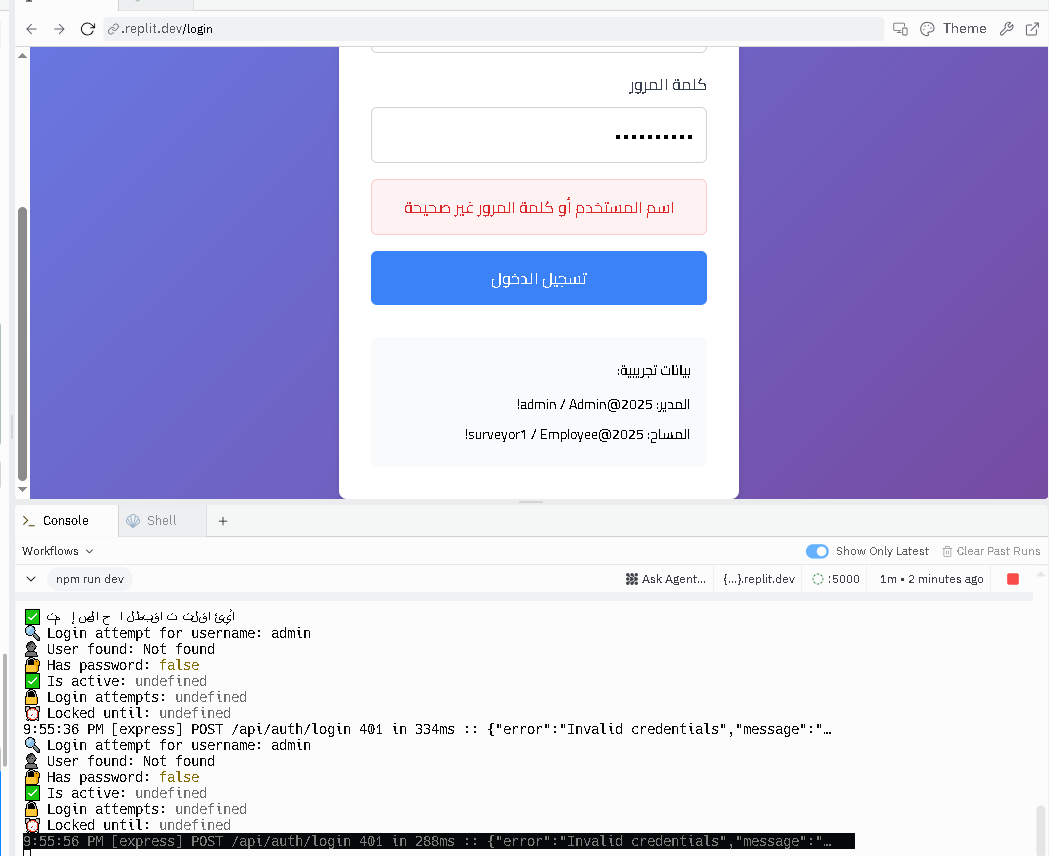 .replit.dev/login
Theme
كلمة المرور
اسم المستخدم أو كلمة المرور غير صحيحة
تسجيل الدخول
بيانات تجريبية:
المدير: admin / Admin@2025!
المساح: surveyor1 / Employee@2025!
Console
Shell
Workflows
Show Only Latest
Clear Past Runs
npm run dev
Ask Agent...
{...}.replit.dev
:5000
1m • 2 minutes ago
تم إصلاح الطبقات تلقائياً
Login attempt for username: admin
User found: Not found
Has password: false
Is active: undefined
Login attempts: undefined
Locked until: undefined
9:55:36 PM [express] POST /api/auth/login 401 in 334ms :: {"error":"Invalid credentials","message":"…
Login attempt for username: admin
User found: Not found
Has password: false
Is active: undefined
Login attempts: undefined
Locked until: undefined
9:55:56 PM [express] POST /api/auth/login 401 in 288ms :: {"error":"Invalid credentials","message":"…